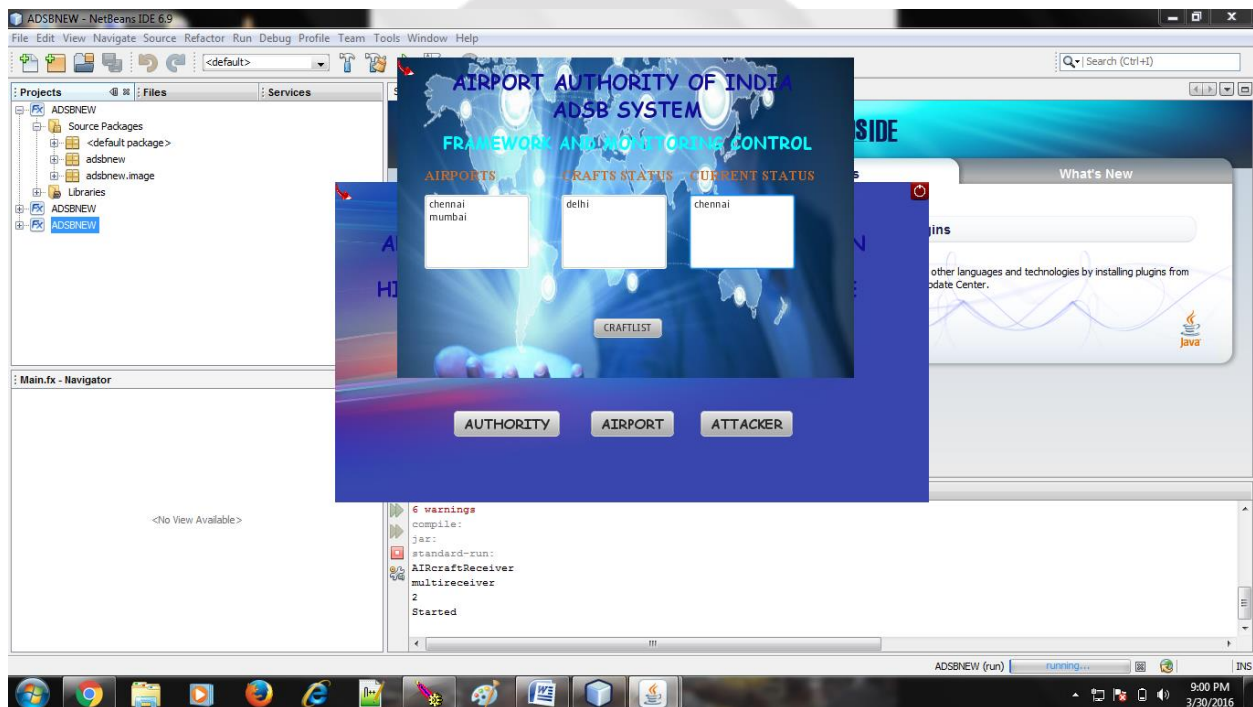 ADSBNEW - NetBeans IDE 6.9
File Edit View Navigate Source Refactor Run Debug Profile Team Tools Window Help
<default>
Search (Ctrl+I)
Projects Files Services
ADSBNEW
Source Packages
<default package>
adsbnew
adsbnew.image
Libraries
ADSBNEW
ADSBNEW
AIRPORT AUTHORITY OF INDIA
ADSB SYSTEM
FRAMEWORK AND MONITORING CONTROL
AIRPORTS CRAFTS STATUS CURRENT STATUS
chennai
mumbai
delhi
chennai
CRAFTLIST
AUTHORITY AIRPORT ATTACKER
SIDE
What's New
other languages and technologies by installing plugins from
Center.
Java
Main.fx - Navigator
<No View Available>
6 warnings
compile:
jar:
standard-run:
AIRcraftReceiver
multireceiver
2
Started
ADSBNEW (run) running... INS
9:00 PM
3/30/2016